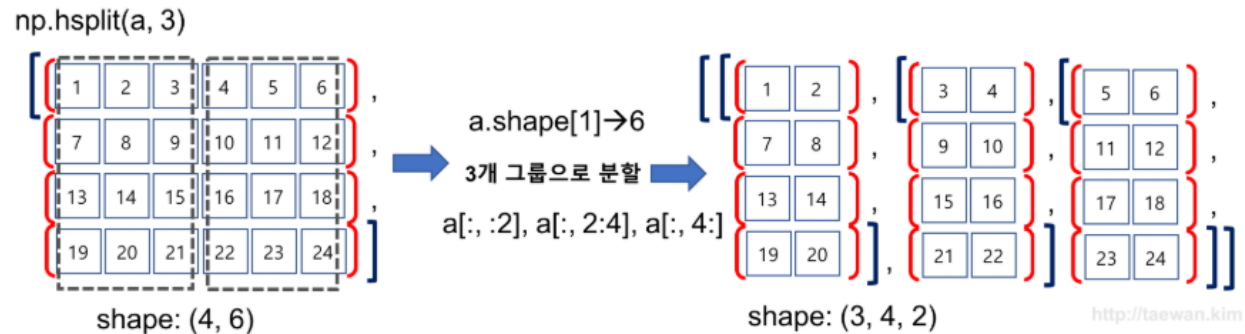 np.hsplit(a, 3)
[[1 2 3 4 5 6],
[7 8 9 10 11 12],
[13 14 15 16 17 18],
[19 20 21 22 23 24]]
shape: (4, 6)
a.shape[1]→6
3개 그룹으로 분할
a[:, :2], a[:, 2:4], a[:, 4:]
[[[1 2], [[3 4], [[5 6],
[7 8], [9 10], [11 12],
[13 14], [15 16], [17 18],
[19 20]], [21 22]], [23 24]]]
shape: (3, 4, 2)
http://taewan.kim